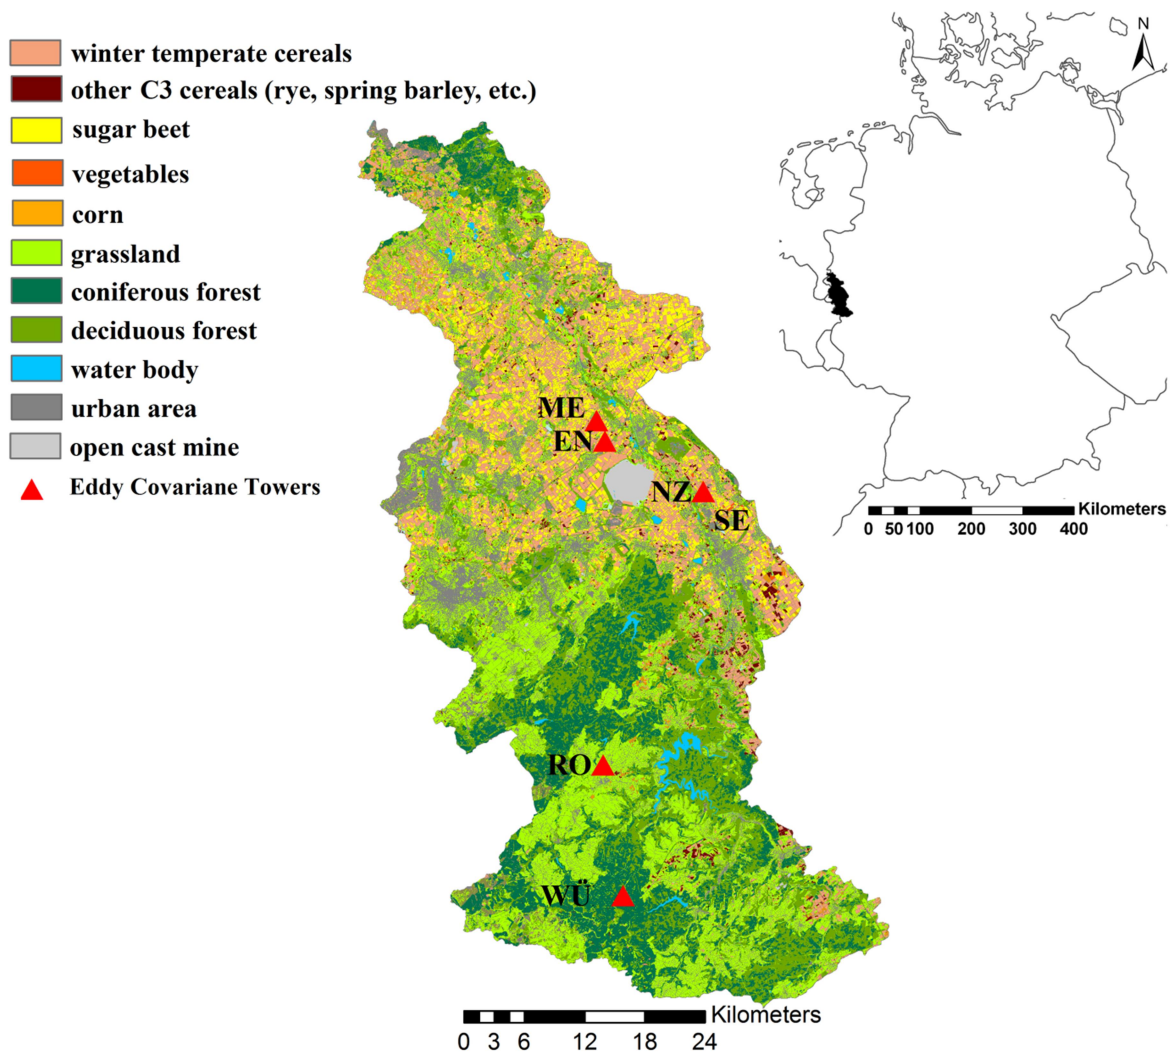 winter temperate cereals
other C3 cereals (rye, spring barley, etc.)
sugar beet
vegetables
corn
grassland
coniferous forest
deciduous forest
water body
urban area
open cast mine
Eddy Covariane Towers
N
Kilometers
0 50 100 200 300 400
ME
EN
NZ
SE
RO
WÜ
Kilometers
0 3 6 12 18 24